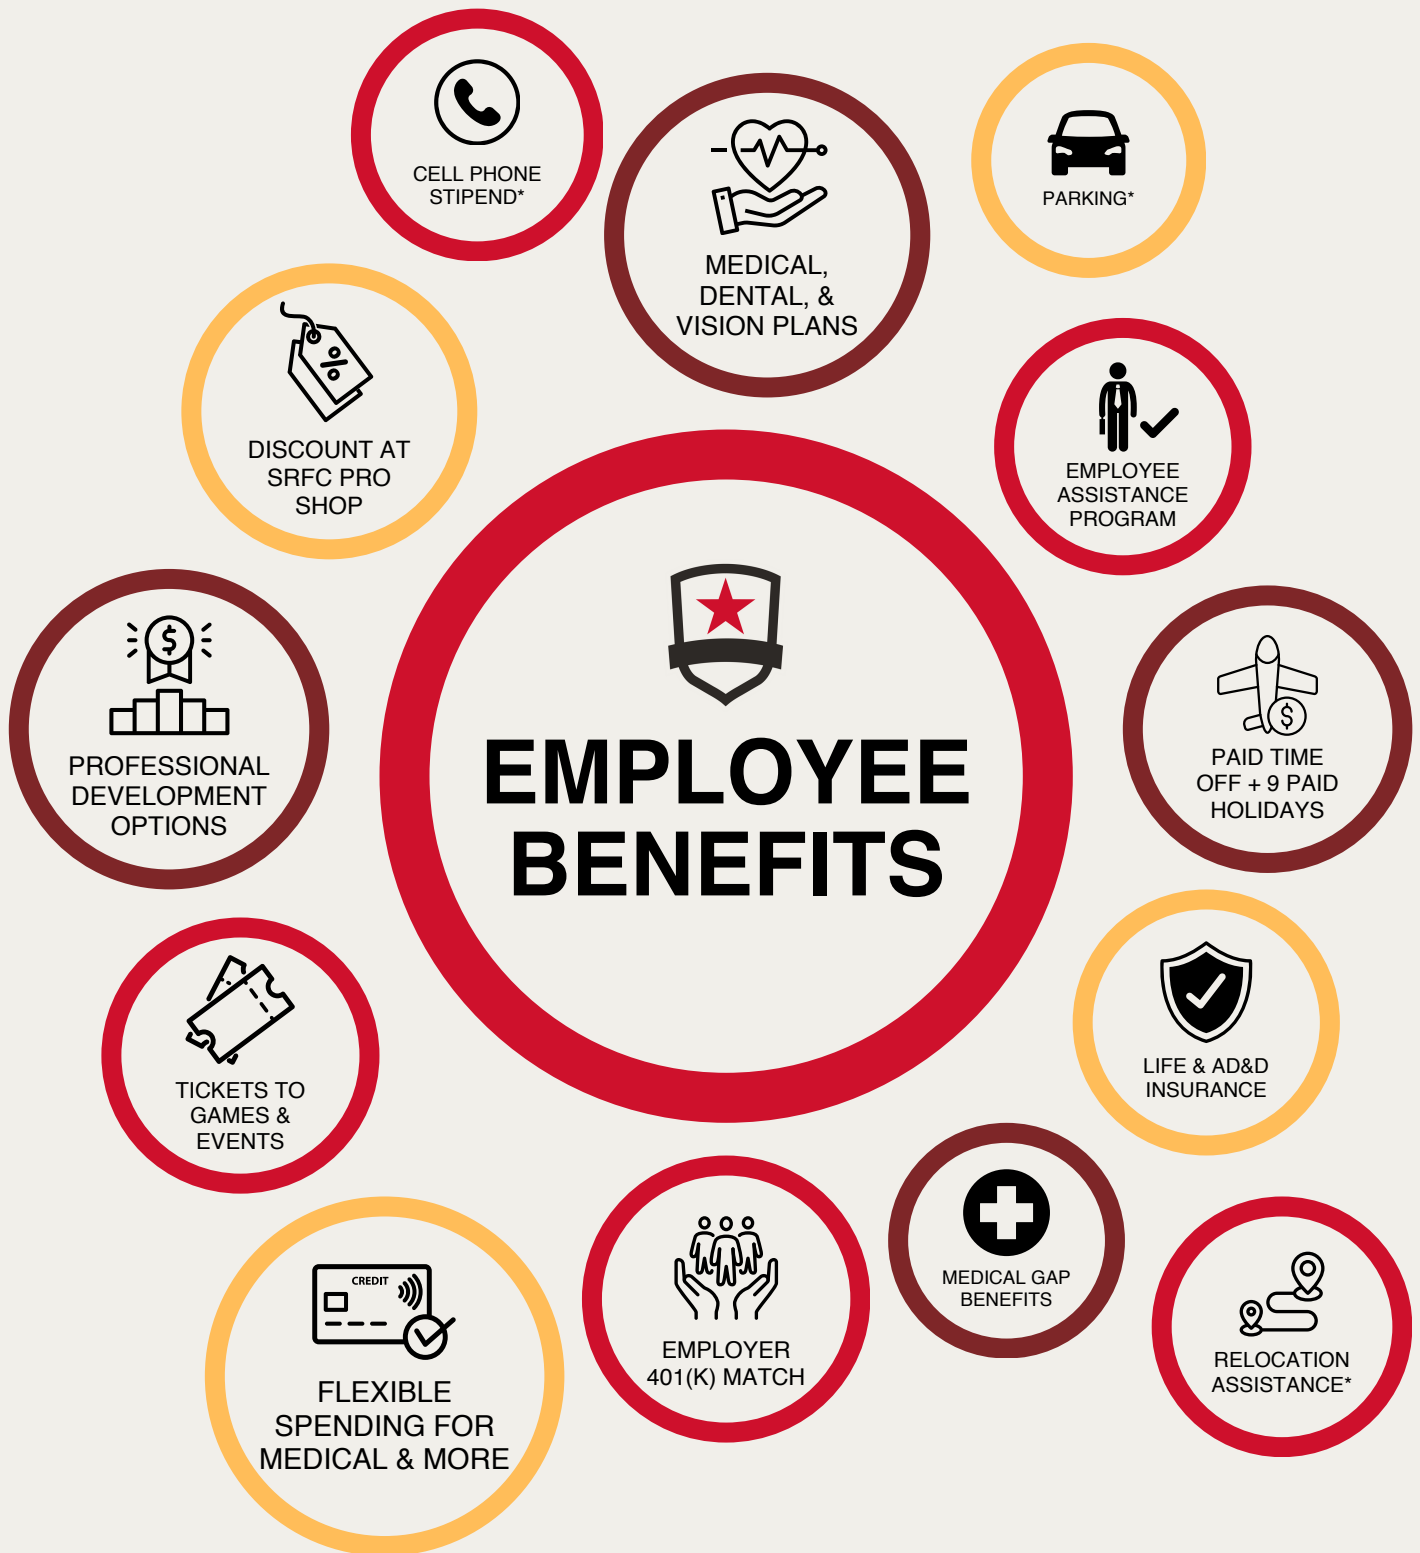 CELL PHONE
STIPEND*
MEDICAL,
DENTAL, &
VISION PLANS
PARKING*
DISCOUNT AT
SRFC PRO
SHOP
EMPLOYEE
ASSISTANCE
PROGRAM
EMPLOYEE
BENEFITS
PROFESSIONAL
DEVELOPMENT
OPTIONS
PAID TIME
OFF + 9 PAID
HOLIDAYS
TICKETS TO
GAMES &
EVENTS
LIFE & AD&D
INSURANCE
CREDIT
FLEXIBLE
SPENDING FOR
MEDICAL & MORE
EMPLOYER
401(K) MATCH
MEDICAL GAP
BENEFITS
RELOCATION
ASSISTANCE*